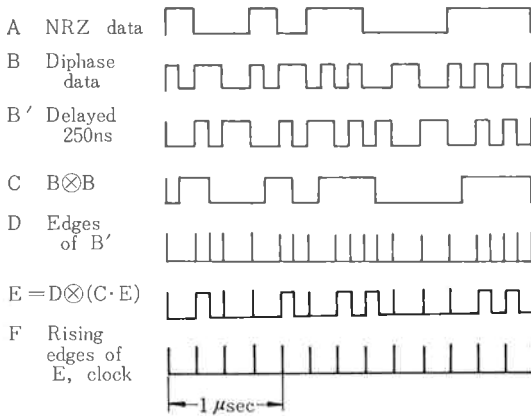 A NRZ data
B Diphase
data
B′ Delayed
250ns
C B⊗B
D Edges
of B′
E=D⊗(C·E)
F Rising
edges of
E, clock
1 μsec